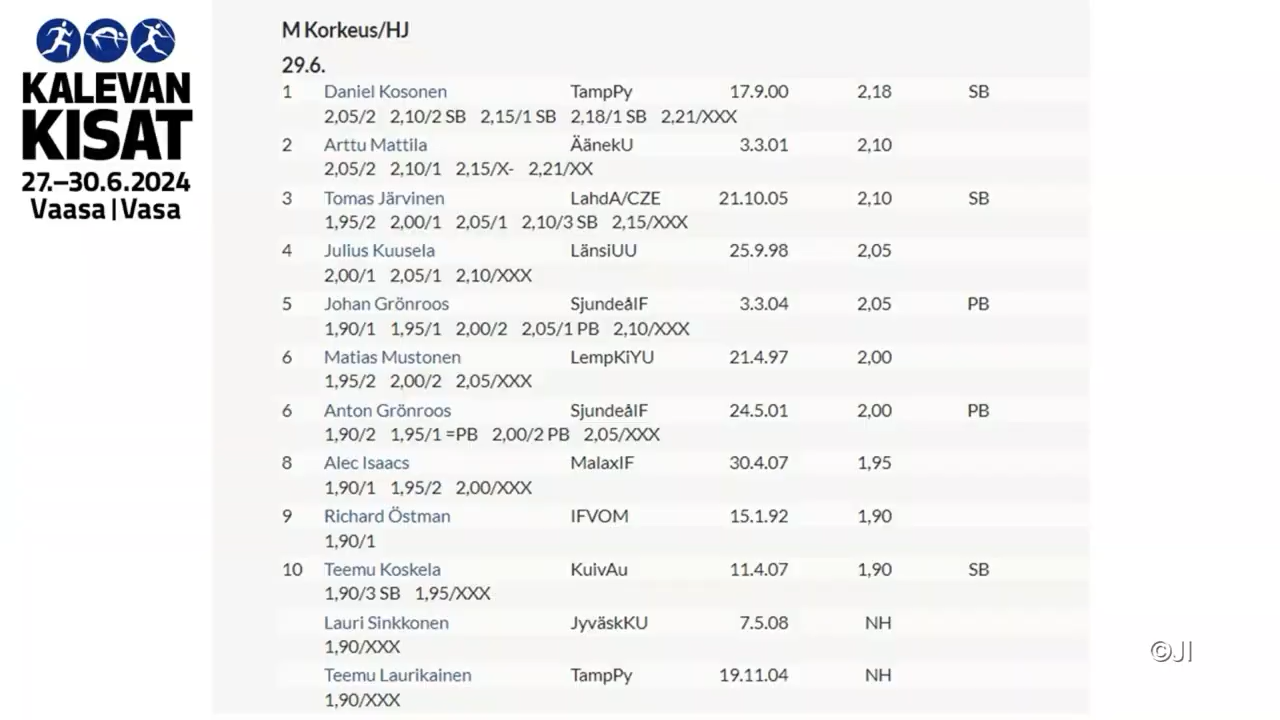 KALEVAN
KISAT
27.–30.6.2024
Vaasa | Vasa
M Korkeus/HJ
29.6.
1 Daniel Kosonen TampPy 17.9.00 2,18 SB
2,05/2 2,10/2 SB 2,15/1 SB 2,18/1 SB 2,21/XXX
2 Arttu Mattila ÄänekU 3.3.01 2,10
2,05/2 2,10/1 2,15/X- 2,21/XX
3 Tomas Järvinen LahdA/CZE 21.10.05 2,10 SB
1,95/2 2,00/1 2,05/1 2,10/3 SB 2,15/XXX
4 Julius Kuusela LänsiUU 25.9.98 2,05
2,00/1 2,05/1 2,10/XXX
5 Johan Grönroos SjundeåIF 3.3.04 2,05 PB
1,90/1 1,95/1 2,00/2 2,05/1 PB 2,10/XXX
6 Matias Mustonen LempKiYU 21.4.97 2,00
1,95/2 2,00/2 2,05/XXX
6 Anton Grönroos SjundeåIF 24.5.01 2,00 PB
1,90/2 1,95/1 =PB 2,00/2 PB 2,05/XXX
8 Alec Isaacs MalaxIF 30.4.07 1,95
1,90/1 1,95/2 2,00/XXX
9 Richard Östman IFVOM 15.1.92 1,90
1,90/1
10 Teemu Koskela KuivAu 11.4.07 1,90 SB
1,90/3 SB 1,95/XXX
Lauri Sinkkonen JyväskKU 7.5.08 NH
1,90/XXX
Teemu Laurikainen TampPy 19.11.04 NH
1,90/XXX
©JI